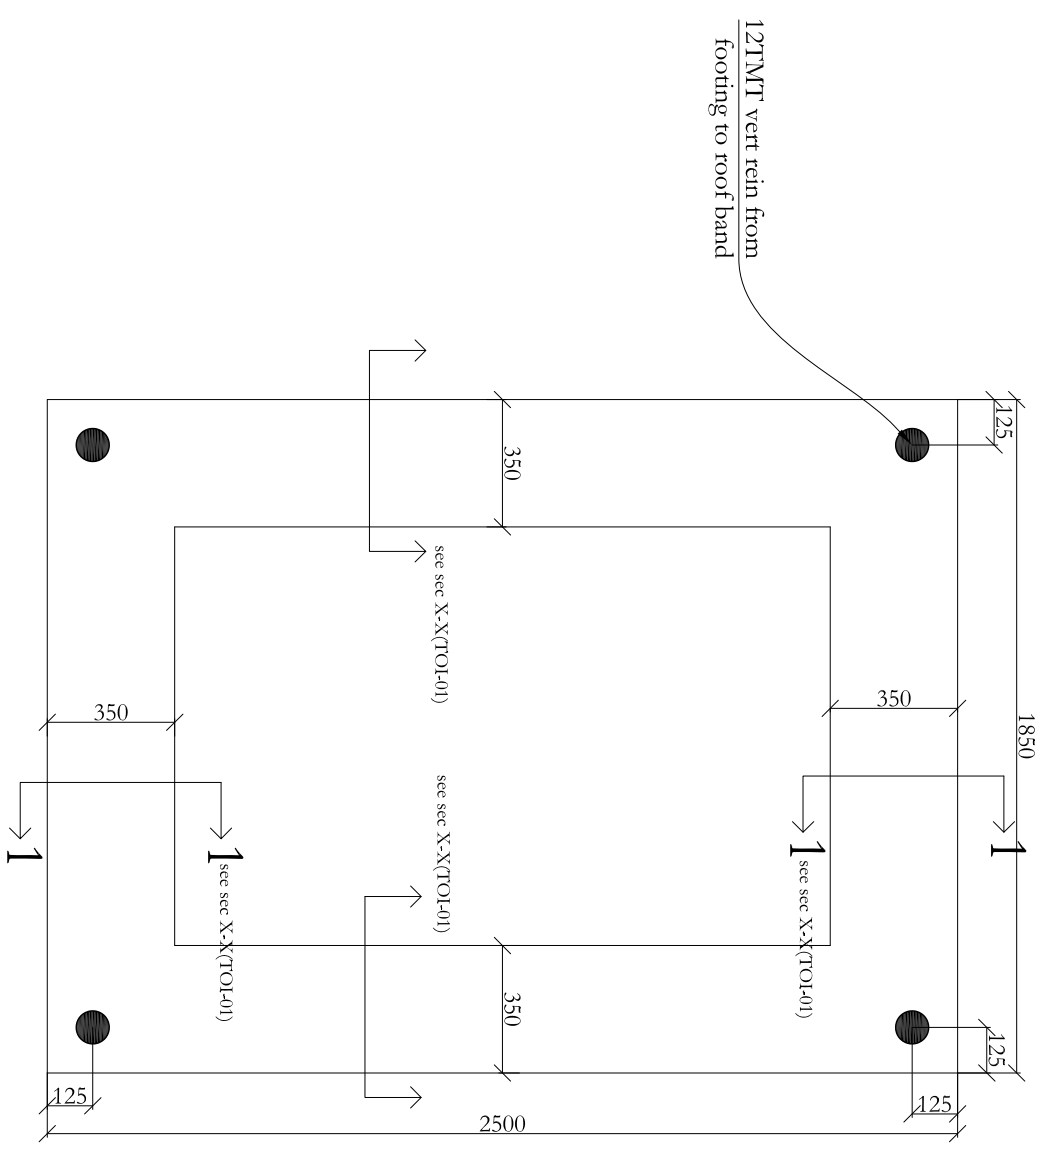 12TMT vert rein from
footing to roof band
125
1850
350
see sec X-X(TOI-01)
350
350
1
1
1
1
see sec X-X(TOI-01)
see sec X-X(TOI-01)
see sec X-X(TOI-01)
350
125
125
125
2500